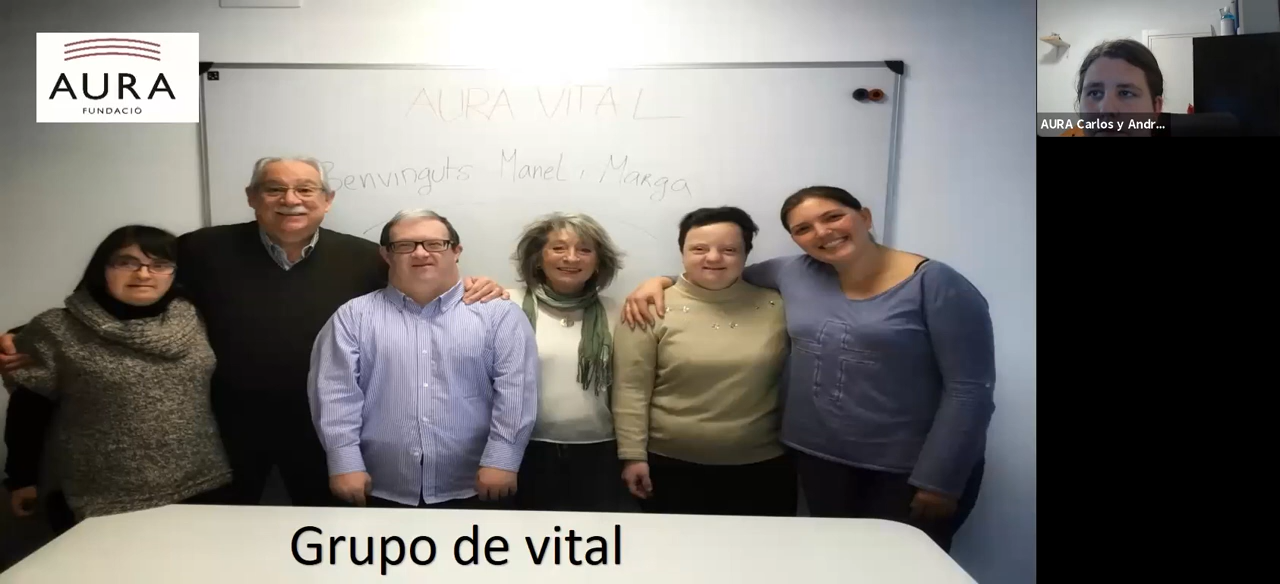 AURA
FUNDACIÓ
AURA VITAL
Benvinguts Manel i Marga
Grupo de vital
AURA Carlos y Andr...